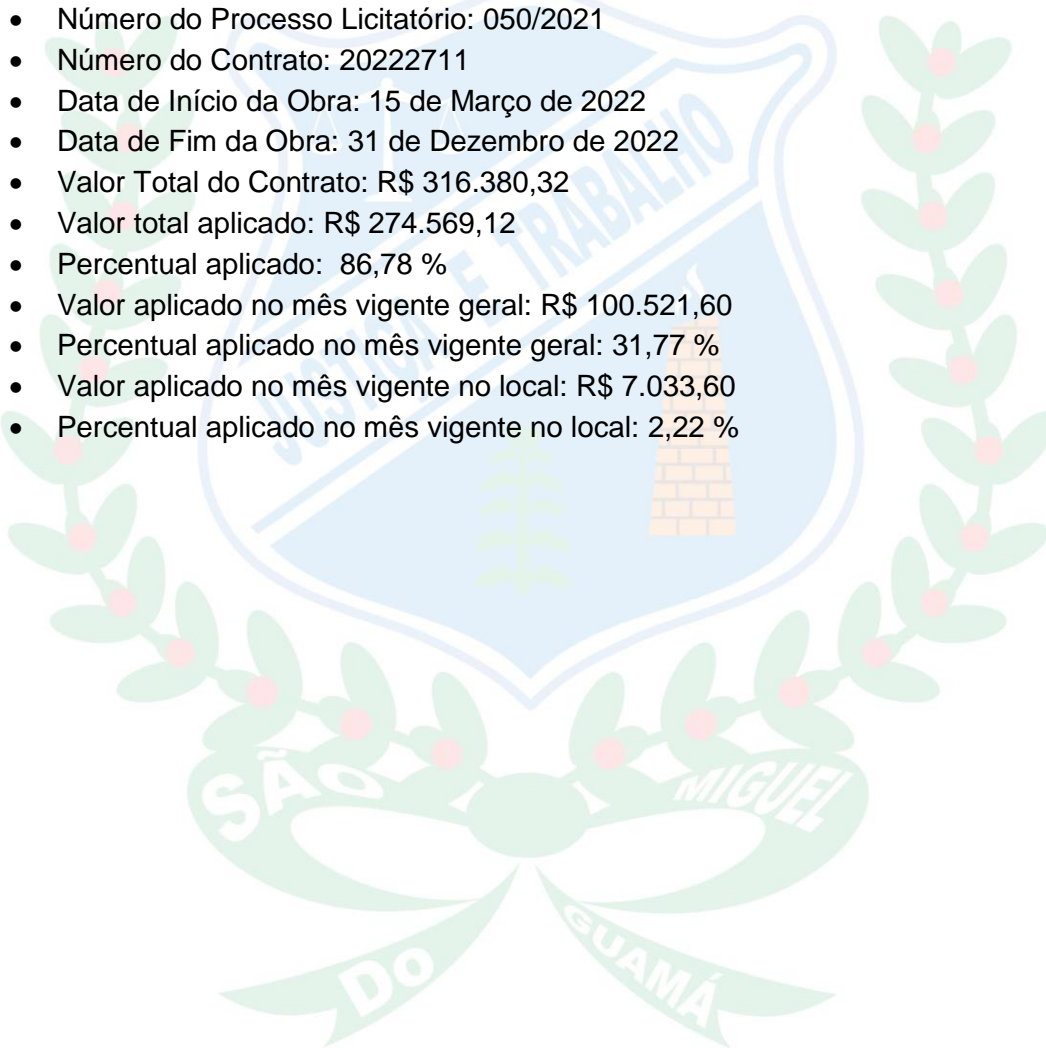 • Número do Processo Licitatório: 050/2021
• Número do Contrato: 20222711
• Data de Início da Obra: 15 de Março de 2022
• Data de Fim da Obra: 31 de Dezembro de 2022
• Valor Total do Contrato: R$ 316.380,32
• Valor total aplicado: R$ 274.569,12
• Percentual aplicado: 86,78 %
• Valor aplicado no mês vigente geral: R$ 100.521,60
• Percentual aplicado no mês vigente geral: 31,77 %
• Valor aplicado no mês vigente no local: R$ 7.033,60
• Percentual aplicado no mês vigente no local: 2,22 %
JUSTIÇA E TRABALHO
SÃO MIGUEL
DO GUAMÁ